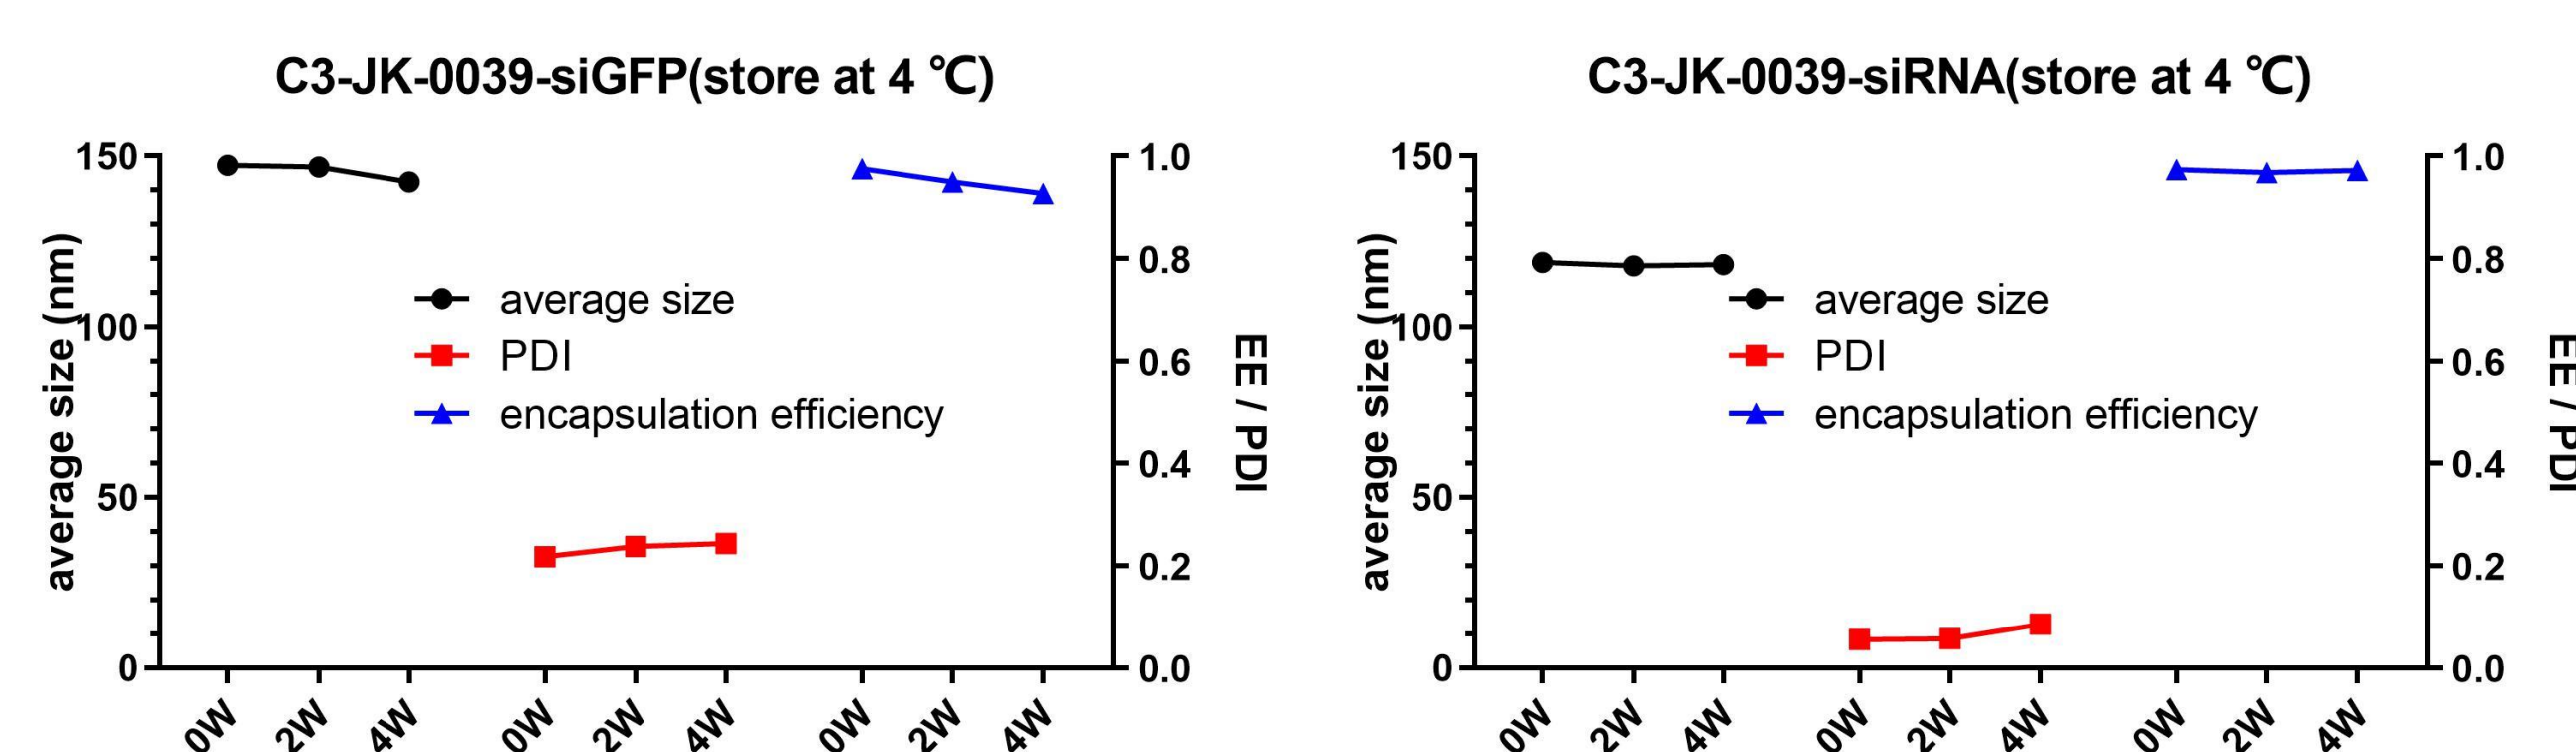 C3-JK-0039-siGFP(store at 4 ℃)
150
100
50
0
average size (nm)
average size
PDI
encapsulation efficiency
1.0
0.8
0.6
0.4
0.2
0.0
EE / PDI
0W 2W 4W 0W 2W 4W 0W 2W 4W
C3-JK-0039-siRNA(store at 4 ℃)
150
100
50
0
average size (nm)
average size
PDI
encapsulation efficiency
1.0
0.8
0.6
0.4
0.2
0.0
EE / PDI
0W 2W 4W 0W 2W 4W 0W 2W 4W